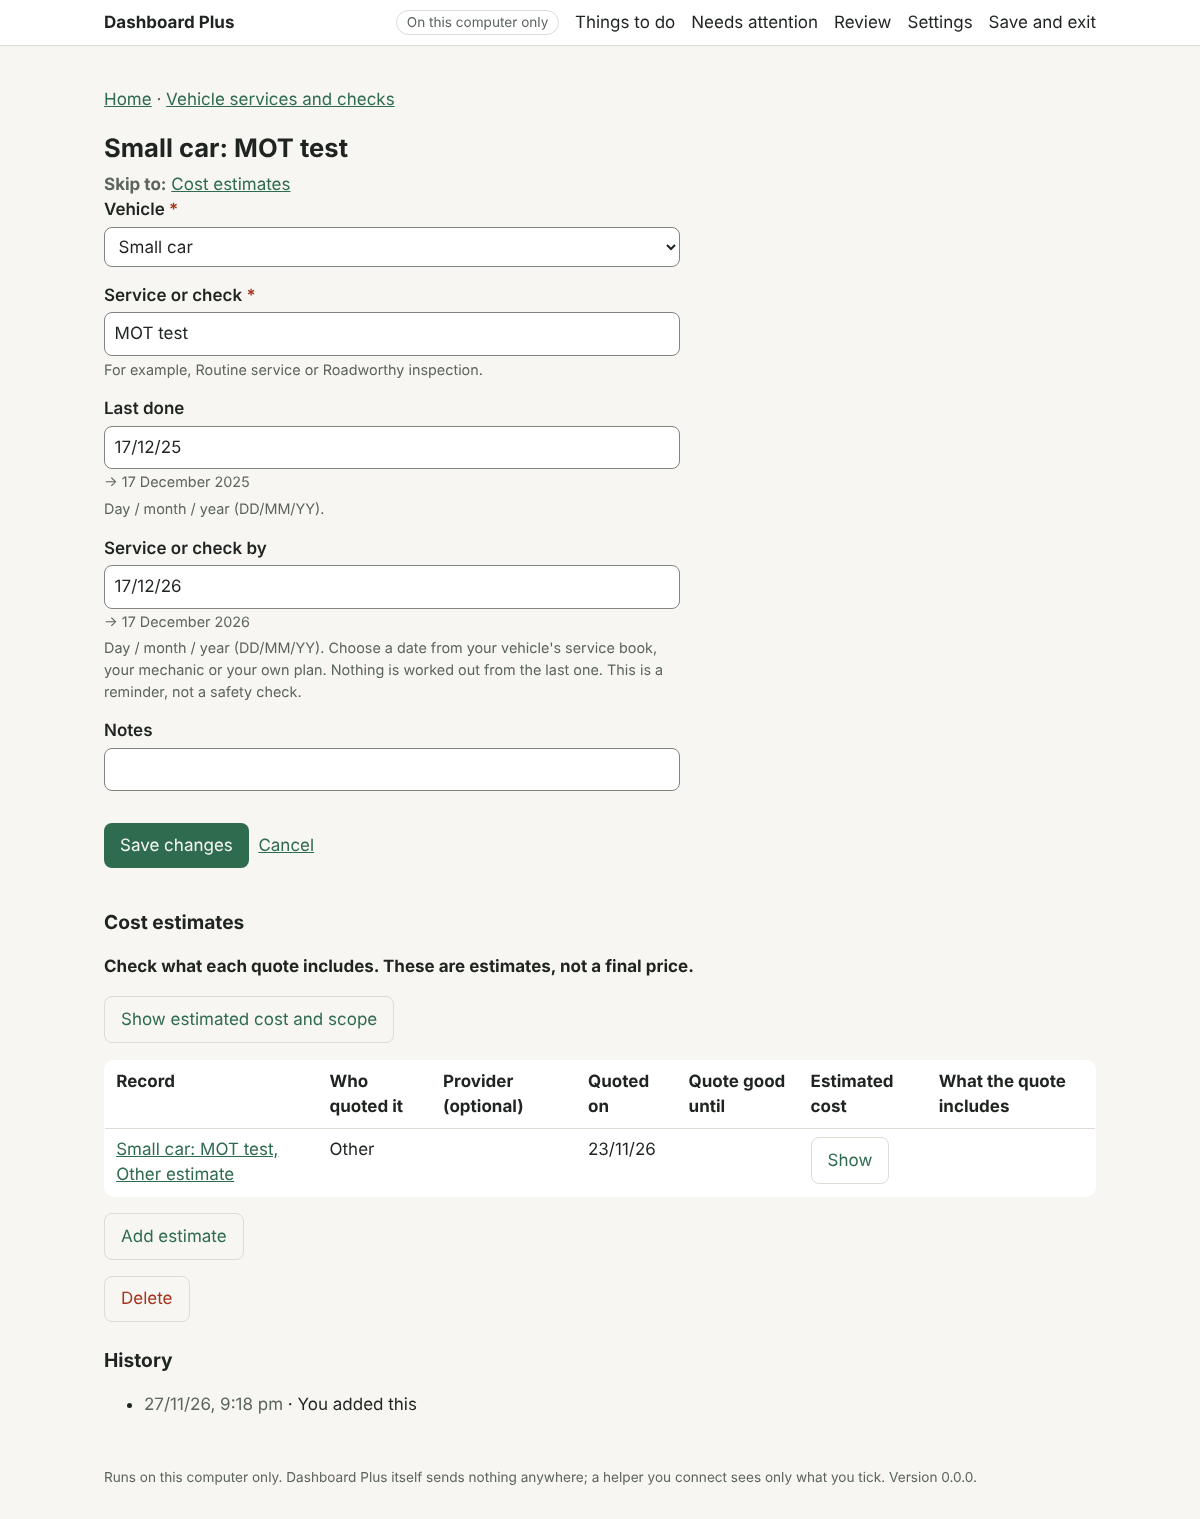 Dashboard Plus
On this computer only
Things to do
Needs attention
Review
Settings
Save and exit
Home · Vehicle services and checks
Small car: MOT test
Skip to: Cost estimates
Vehicle *
Small car
Service or check *
MOT test
For example, Routine service or Roadworthy inspection.
Last done
17/12/25
→ 17 December 2025
Day / month / year (DD/MM/YY).
Service or check by
17/12/26
→ 17 December 2026
Day / month / year (DD/MM/YY). Choose a date from your vehicle's service book,
your mechanic or your own plan. Nothing is worked out from the last one. This is a
reminder, not a safety check.
Notes
Save changes
Cancel
Cost estimates
Check what each quote includes. These are estimates, not a final price.
Show estimated cost and scope
Record
Who quoted it
Provider (optional)
Quoted on
Quote good until
Estimated cost
What the quote includes
Small car: MOT test,
Other estimate
Other
23/11/26
Show
Add estimate
Delete
History
• 27/11/26, 9:18 pm · You added this
Runs on this computer only. Dashboard Plus itself sends nothing anywhere; a helper you connect sees only what you tick. Version 0.0.0.